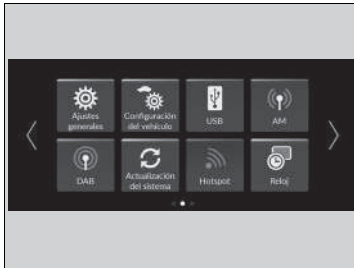 Ajustes
generales
Configuración
del vehículo
USB
AM
DAB
Actualización
del sistema
Hotspot
Reloj